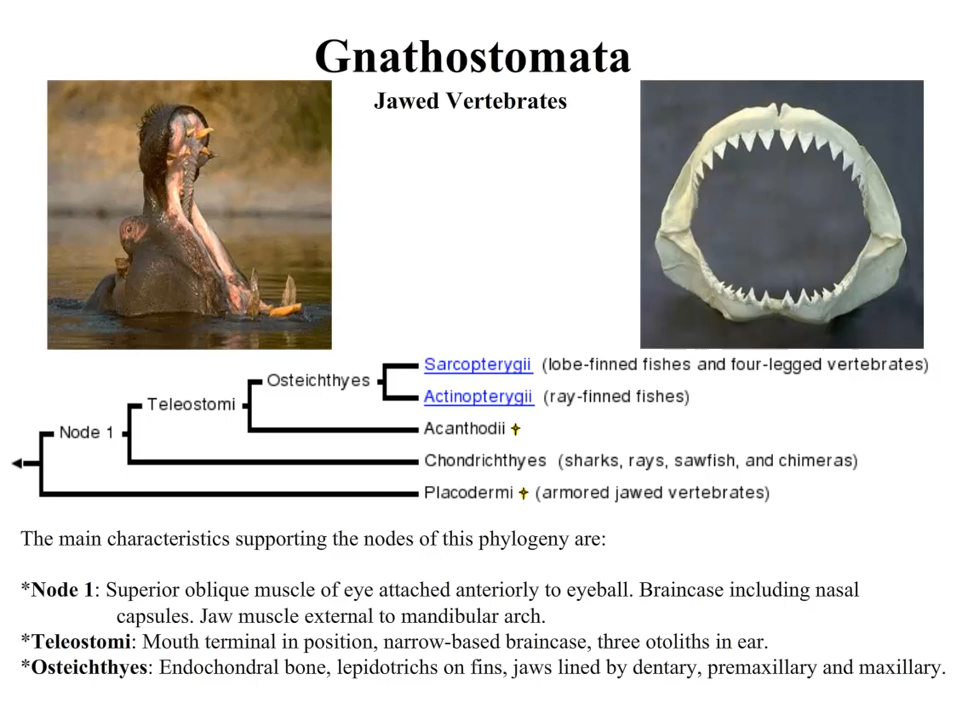 Gnathostomata
Jawed Vertebrates
Sarcopterygii (lobe-finned fishes and four-legged vertebrates)
Osteichthyes
Actinopterygii (ray-finned fishes)
Teleostomi
Acanthodii ✝
Node 1
Chondrichthyes (sharks, rays, sawfish, and chimeras)
Placodermi ✝ (armored jawed vertebrates)
The main characteristics supporting the nodes of this phylogeny are:
*Node 1: Superior oblique muscle of eye attached anteriorly to eyeball. Braincase including nasal
capsules. Jaw muscle external to mandibular arch.
*Teleostomi: Mouth terminal in position, narrow-based braincase, three otoliths in ear.
*Osteichthyes: Endochondral bone, lepidotrichs on fins, jaws lined by dentary, premaxillary and maxillary.